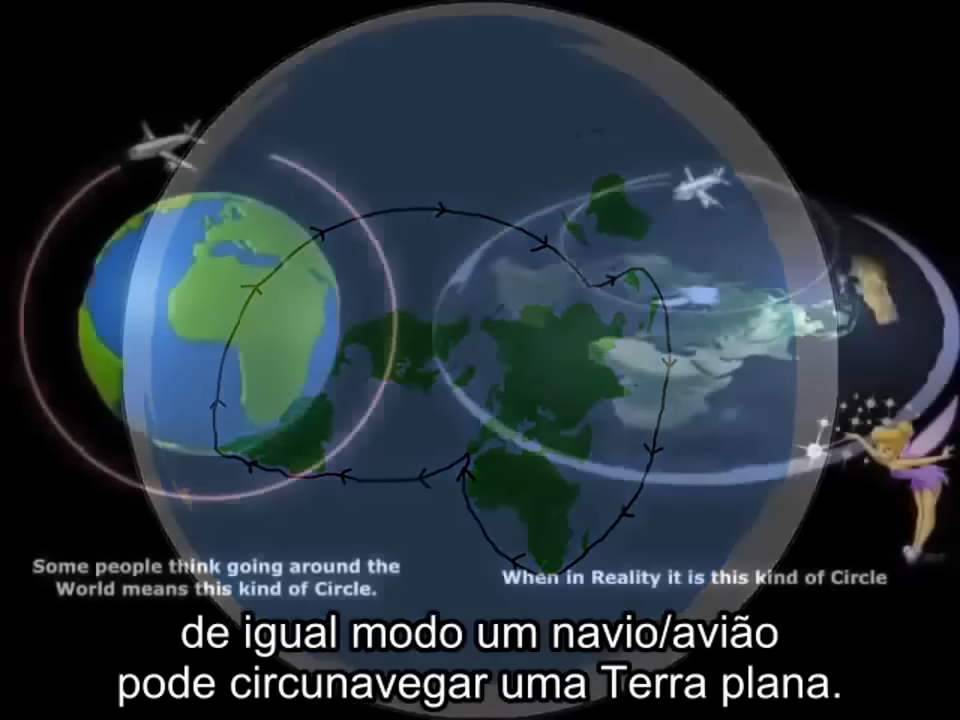 Some people think going around the
World means this kind of Circle.
When in Reality it is this kind of Circle
de igual modo um navio/avião
pode circunavegar uma Terra plana.